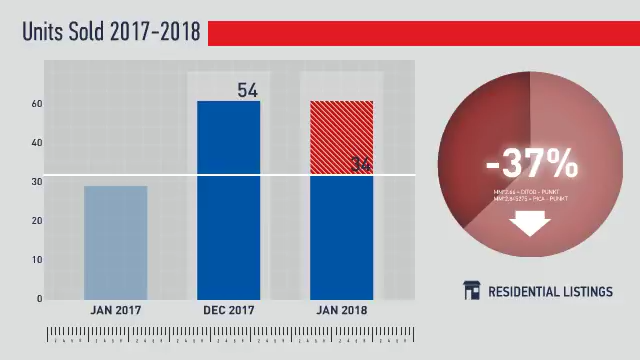 Units Sold 2017-2018
54
34
60
40
30
20
10
0
JAN 2017
DEC 2017
JAN 2018
-37%
RESIDENTIAL LISTINGS